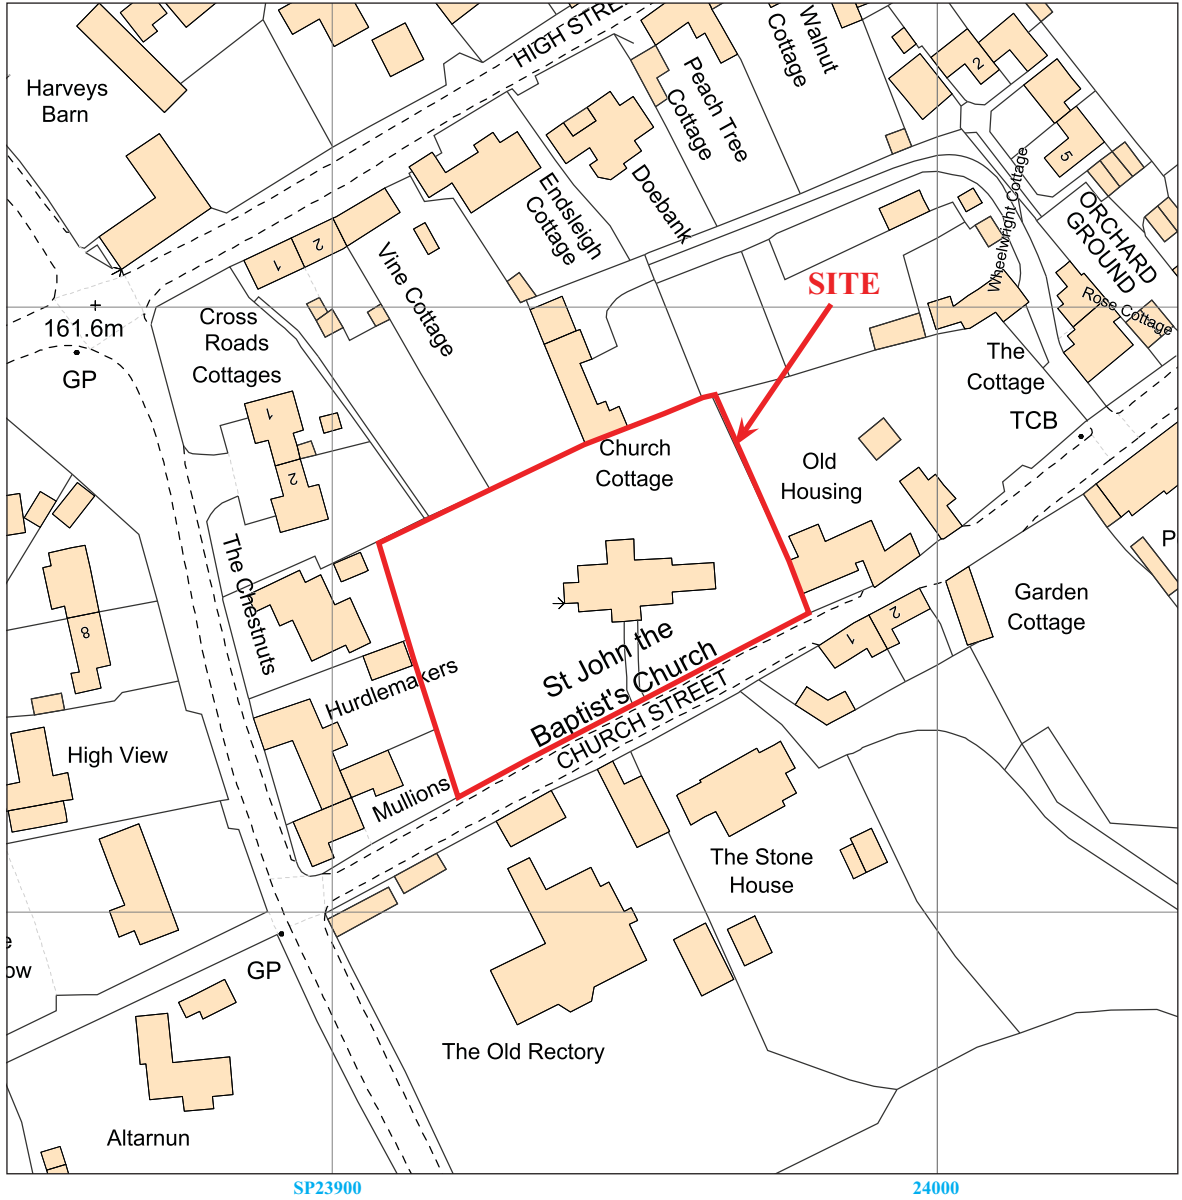 HIGH STRE
Walnut
Cottage
Peach Tree
Cottage
Harveys
Barn
2
5
Doebank
Endsleigh
Cottage
Wheelwright Cottage
ORCHARD
GROUND
Rose Cottage
2
1
Vine Cottage
SITE
161.6m
GP
Cross
Roads
Cottages
The
Cottage
TCB
1
2
Church
Cottage
Old
Housing
P
The Chestnuts
8
Garden
Cottage
1
2
St John the
Baptist's Church
CHURCH STREET
Hurdlemakers
Mullions
High View
The Stone
House
ow
GP
The Old Rectory
Altarnun
SP23900
24000